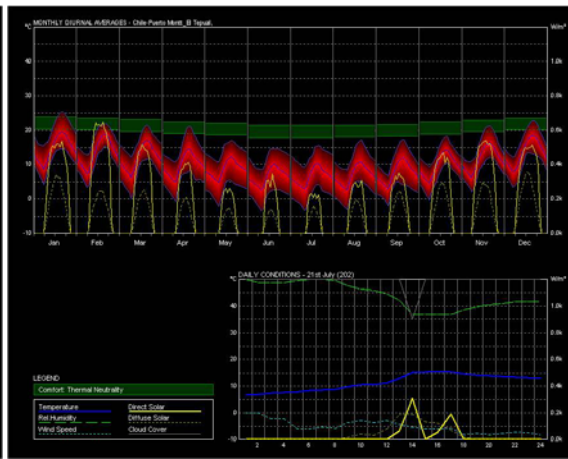 °C MONTHLY DIURNAL AVERAGES - Chile-Puerto Montt_El Tepual, W/m²
40
30 1.0k
20 0.8k
0.6k
10 0.4k
0 0.2k
-10 0.0k
Jan Feb Mar Apr May Jun Jul Aug Sep Oct Nov Dec
°C DAILY CONDITIONS - 21st July (202) W/m²
40 1.0k
30 0.8k
20 0.6k
10 0.4k
0 0.2k
-10 0.0k
2 4 6 8 10 12 14 16 18 20 22 24
LEGEND
Comfort: Thermal Neutrality
Temperature Direct Solar
Rel.Humidity Diffuse Solar
Wind Speed Cloud Cover